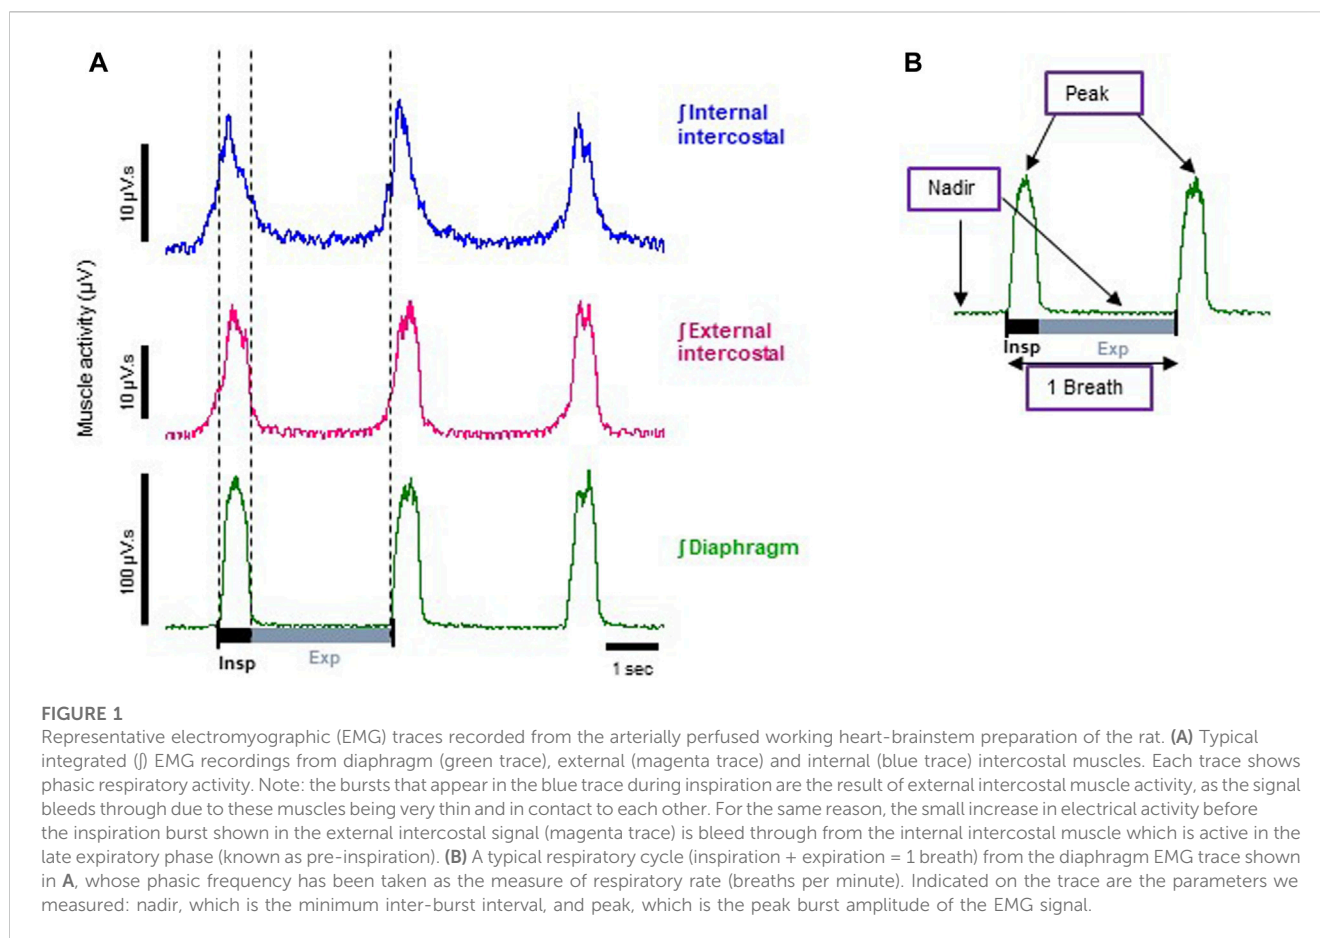 A
∫Internal
intercostal
10 µV.s
Muscle activity (µV)
∫External
intercostal
10 µV.s
∫Diaphragm
100 µV.s
Insp
Exp
1 sec
B
Peak
Nadir
Insp
Exp
1 Breath
FIGURE 1
Representative electromyographic (EMG) traces recorded from the arterially perfused working heart-brainstem preparation of the rat. (A) Typical
integrated (∫) EMG recordings from diaphragm (green trace), external (magenta trace) and internal (blue trace) intercostal muscles. Each trace shows
phasic respiratory activity. Note: the bursts that appear in the blue trace during inspiration are the result of external intercostal muscle activity, as the signal
bleeds through due to these muscles being very thin and in contact to each other. For the same reason, the small increase in electrical activity before
the inspiration burst shown in the external intercostal signal (magenta trace) is bleed through from the internal intercostal muscle which is active in the
late expiratory phase (known as pre-inspiration). (B) A typical respiratory cycle (inspiration + expiration = 1 breath) from the diaphragm EMG trace shown
in A, whose phasic frequency has been taken as the measure of respiratory rate (breaths per minute). Indicated on the trace are the parameters we
measured: nadir, which is the minimum inter-burst interval, and peak, which is the peak burst amplitude of the EMG signal.